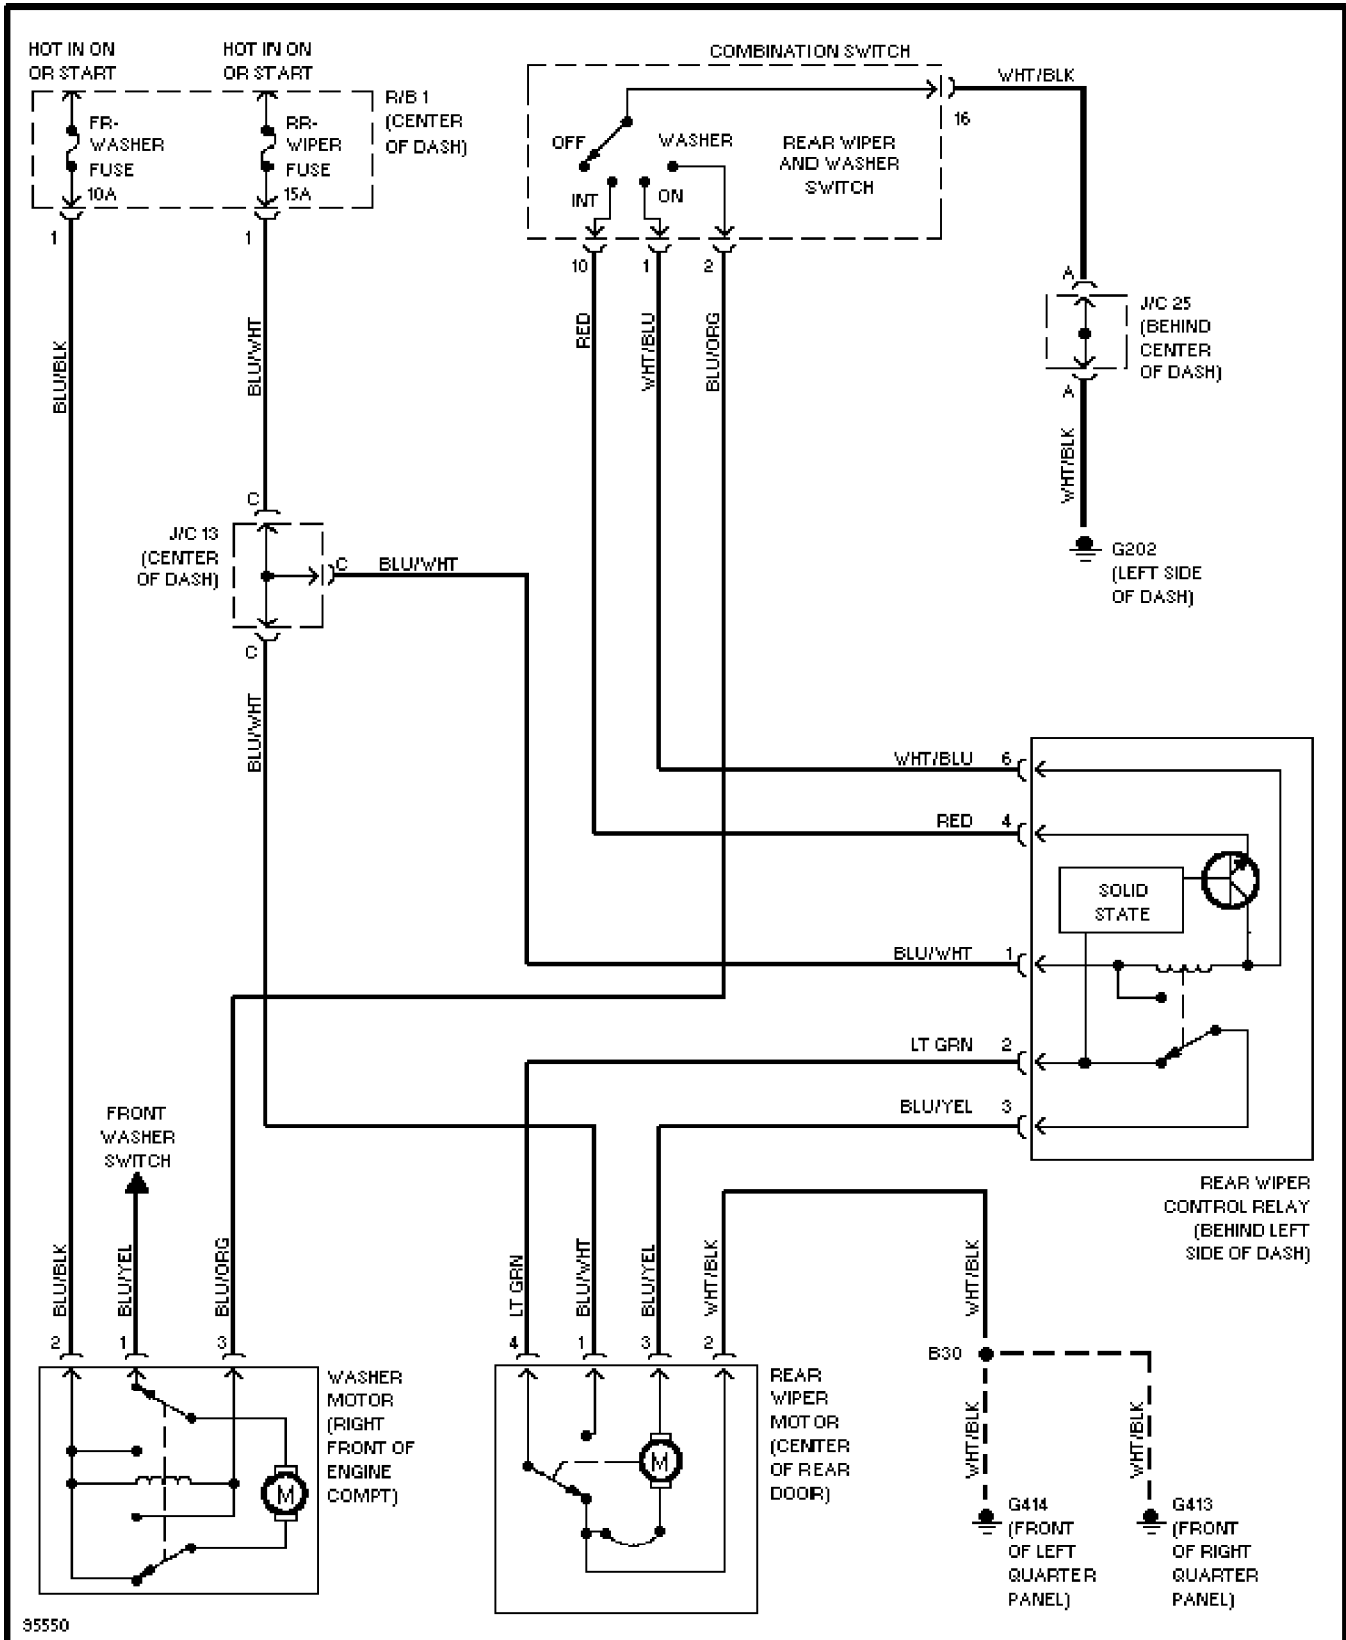 HOT IN ON
OR START
HOT IN ON
OR START
FR-
WASHER
FUSE
10A
RR-
WIPER
FUSE
15A
R/B 1
(CENTER
OF DASH)
1
1
COMBINATION SWITCH
OFF
INT
ON
WASHER
REAR WIPER
AND WASHER
SWITCH
16
WHT/BLK
10
1
2
BLU/BLK
BLU/WHT
RED
WHT/BLU
BLU/ORG
A
J/C 25
(BEHIND
CENTER
OF DASH)
A
WHT/BLK
G202
(LEFT SIDE
OF DASH)
C
J/C 13
(CENTER
OF DASH)
C
BLU/WHT
C
BLU/WHT
WHT/BLU
6
RED
4
SOLID
STATE
BLU/WHT
1
LT GRN
2
BLU/YEL
3
REAR WIPER
CONTROL RELAY
(BEHIND LEFT
SIDE OF DASH)
FRONT
WASHER
SWITCH
BLU/BLK
BLU/YEL
BLU/ORG
LT GRN
BLU/WHT
BLU/YEL
WHT/BLK
WHT/BLK
2
1
3
4
1
3
2
WASHER
MOTOR
(RIGHT
FRONT OF
ENGINE
COMPT)
M
REAR
WIPER
MOTOR
(CENTER
OF REAR
DOOR)
M
B30
WHT/BLK
WHT/BLK
G414
(FRONT
OF LEFT
QUARTER
PANEL)
G413
(FRONT
OF RIGHT
QUARTER
PANEL)
95550